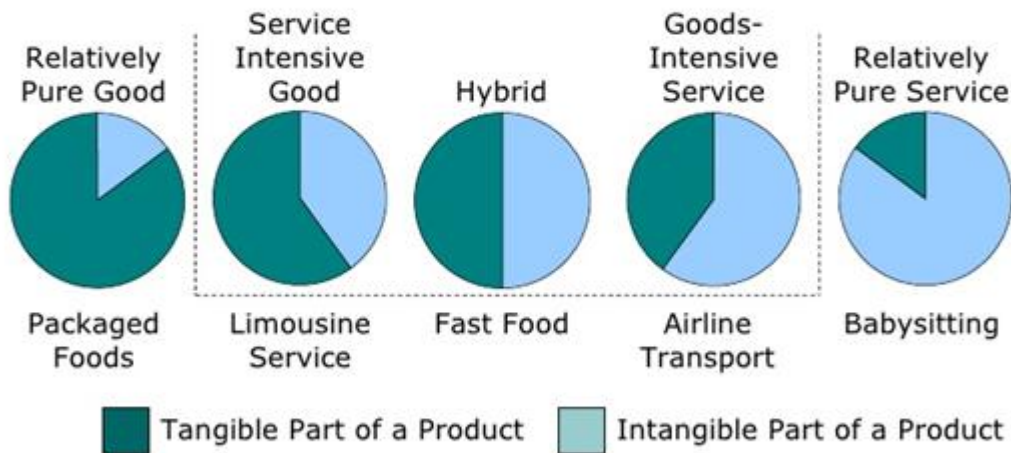 Relatively
Pure Good
Service
Intensive
Good
Hybrid
Goods-
Intensive
Service
Relatively
Pure Service
Packaged
Foods
Limousine
Service
Fast Food
Airline
Transport
Babysitting
Tangible Part of a Product
Intangible Part of a Product